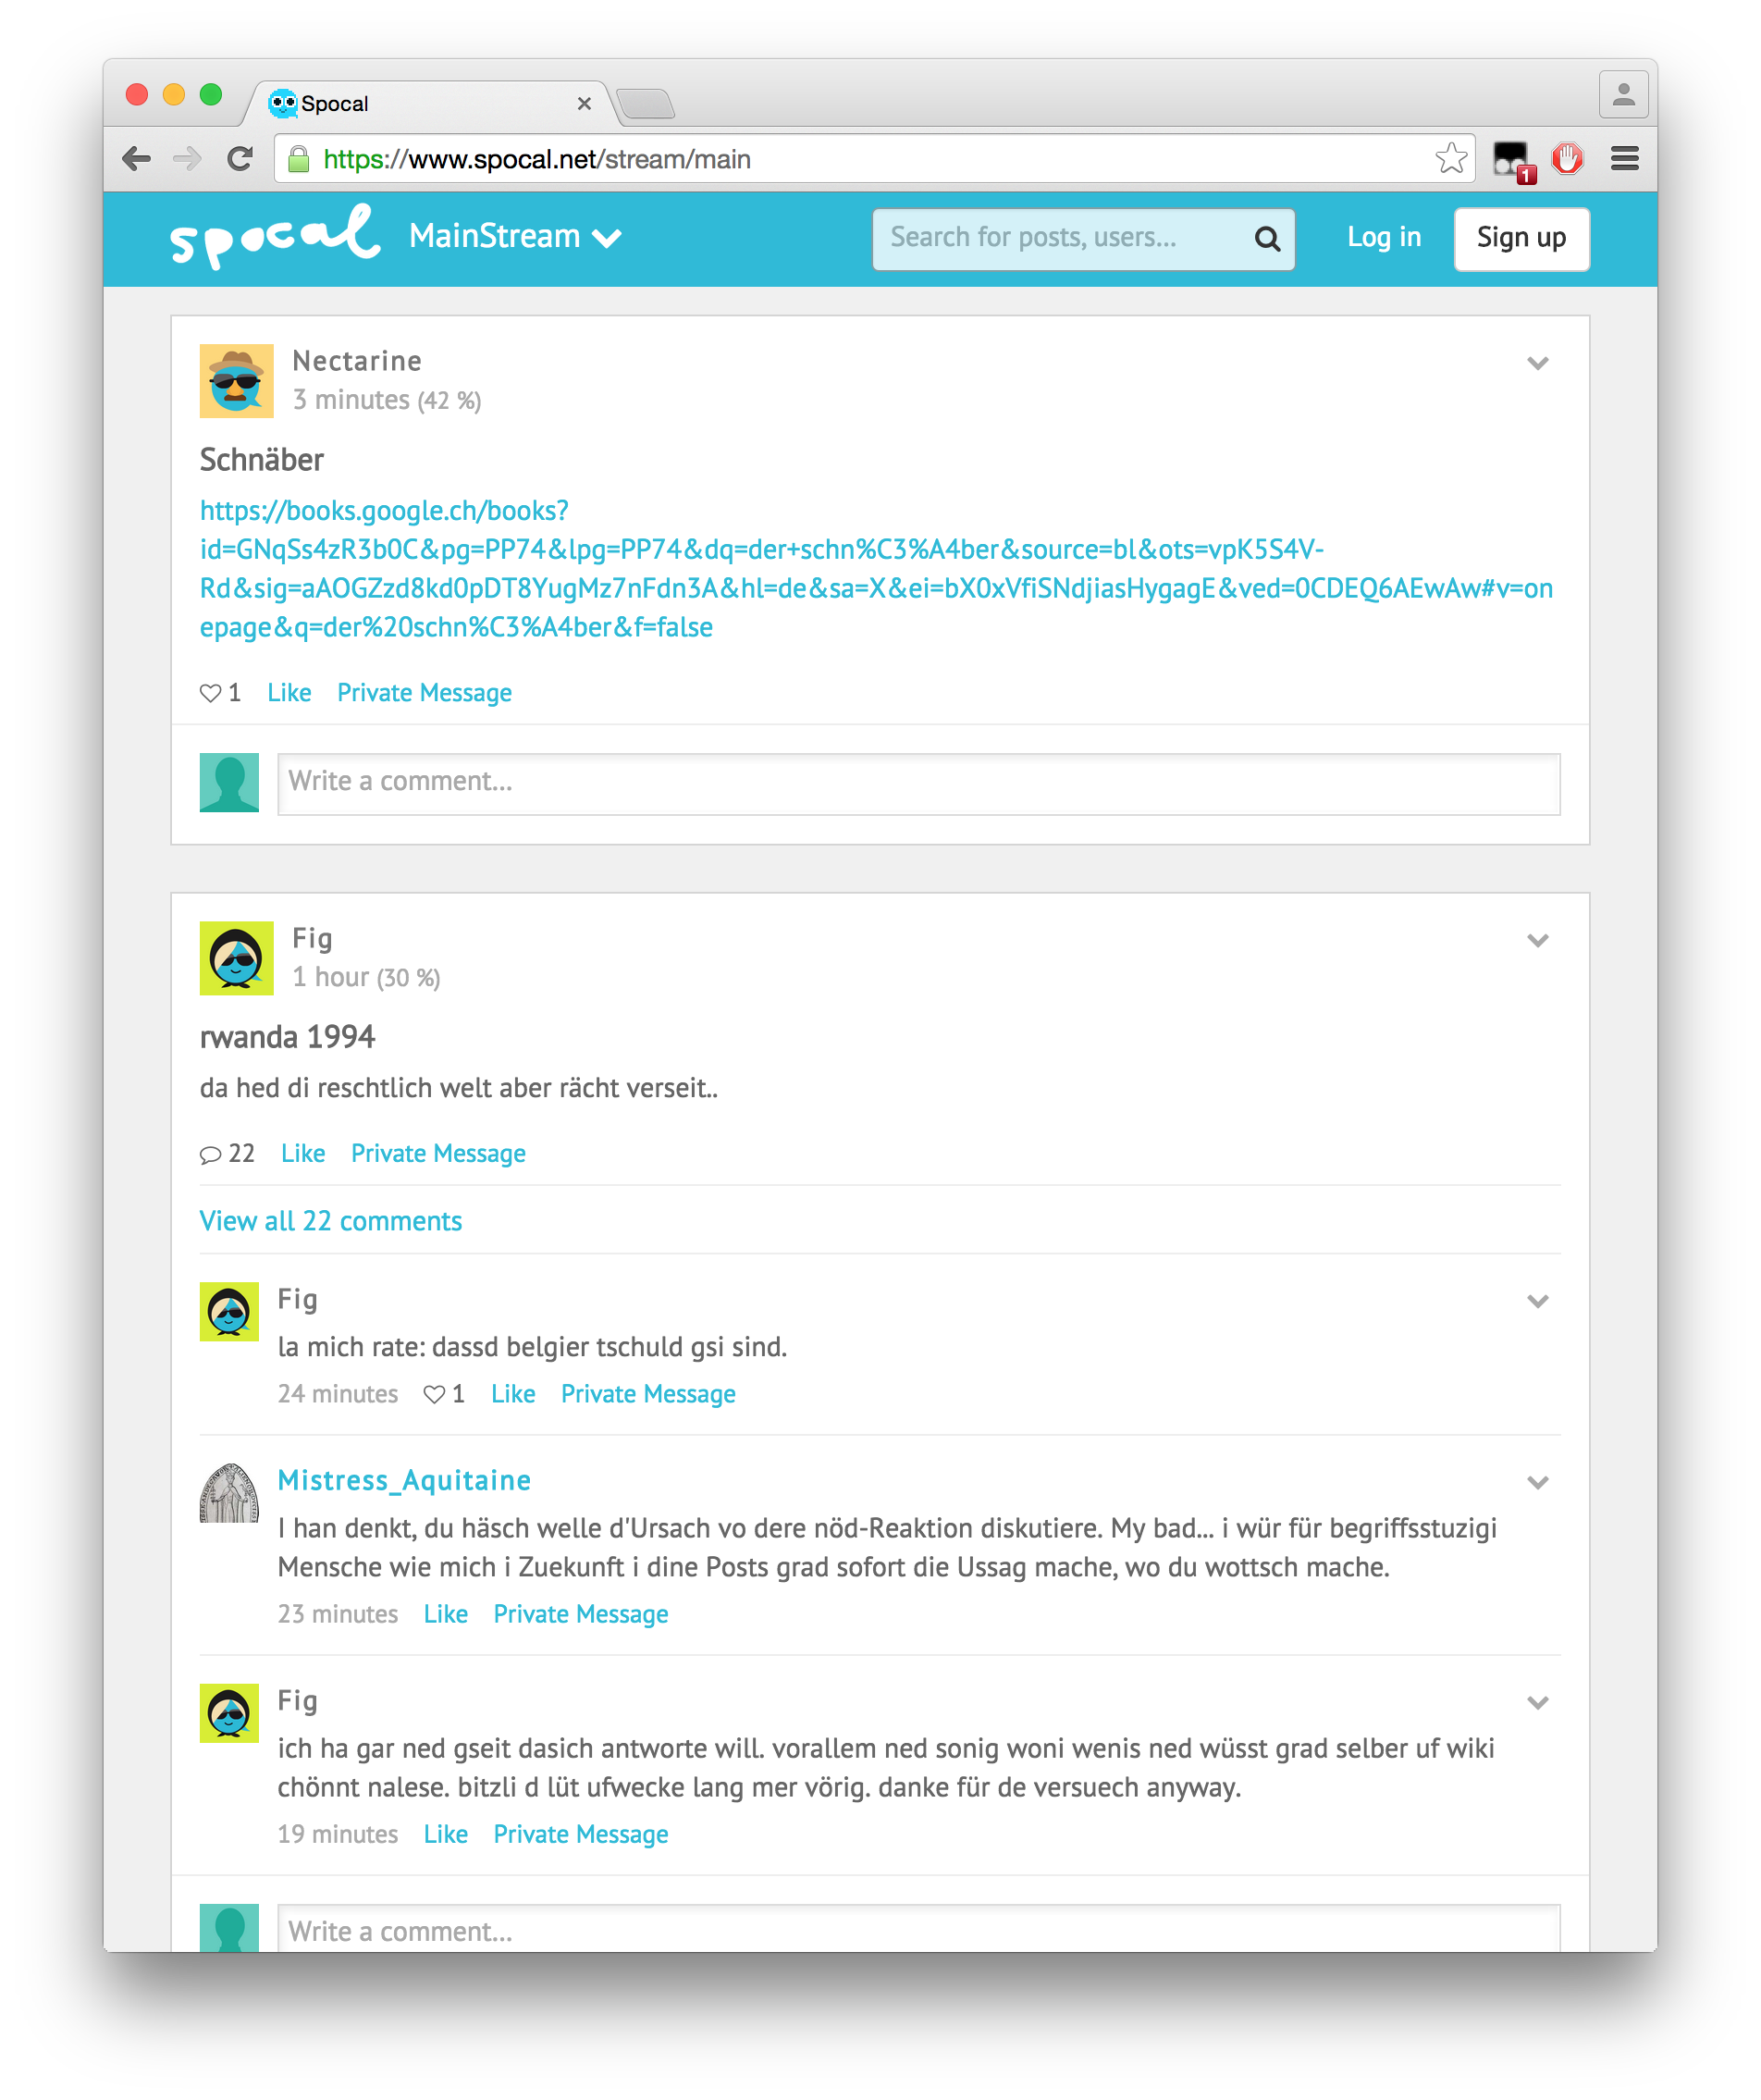 Spocal
https://www.spocal.net/stream/main
1
spocal
MainStream
Search for posts, users...
Log in
Sign up
Nectarine
3 minutes (42 %)
Schnäber
https://books.google.ch/books?
id=GNqSs4zR3b0C&pg=PP74&lpg=PP74&dq=der+schn%C3%A4ber&source=bl&ots=vpK5S4V-
Rd&sig=aAOGZzd8kd0pDT8YugMz7nFdn3A&hl=de&sa=X&ei=bX0xVfiSNdjiasHygagE&ved=0CDEQ6AEwAw#v=on
epage&q=der%20schn%C3%A4ber&f=false
1 Like Private Message
Write a comment...
Fig
1 hour (30 %)
rwanda 1994
da hed di reschtlich welt aber rächt verseit..
22 Like Private Message
View all 22 comments
Fig
la mich rate: dassd belgier tschuld gsi sind.
24 minutes 1 Like Private Message
Mistress_Aquitaine
I han denkt, du häsch welle d'Ursach vo dere nöd-Reaktion diskutiere. My bad... i wür für begriffsstuzigi
Mensche wie mich i Zuekunft i dine Posts grad sofort die Ussag mache, wo du wottsch mache.
23 minutes Like Private Message
Fig
ich ha gar ned gseit dasich antworte will. vorallem ned sonig woni wenis ned wüsst grad selber uf wiki
chönnt nalese. bitzli d lüt ufwecke lang mer vörig. danke für de versuech anyway.
19 minutes Like Private Message
Write a comment...